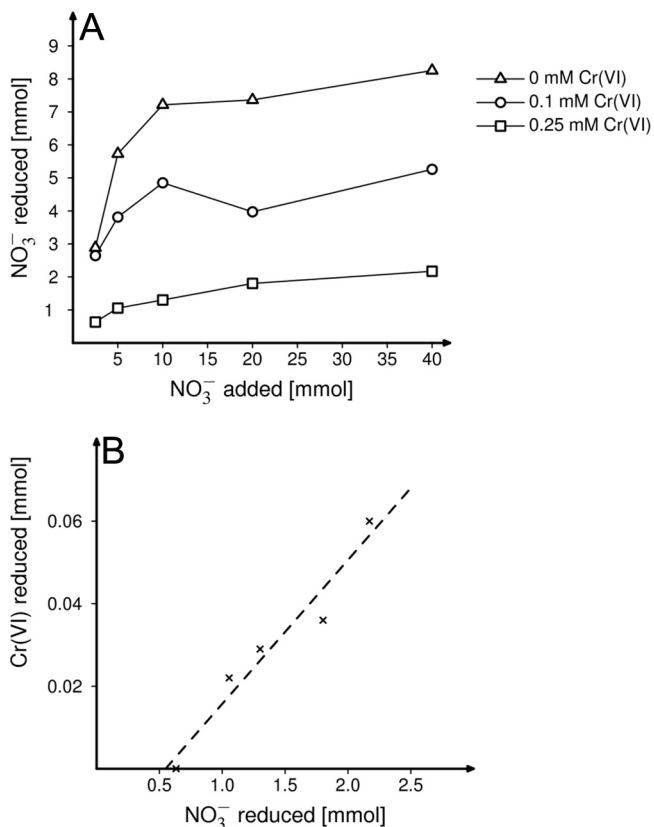 A
9
8
7
6
5
4
3
2
1
NO₃⁻ reduced [mmol]
5 10 15 20 25 30 35 40
NO₃⁻ added [mmol]
0 mM Cr(VI)
0.1 mM Cr(VI)
0.25 mM Cr(VI)
B
0.06
0.04
0.02
Cr(VI) reduced [mmol]
0.5 1.0 1.5 2.0 2.5
NO₃⁻ reduced [mmol]